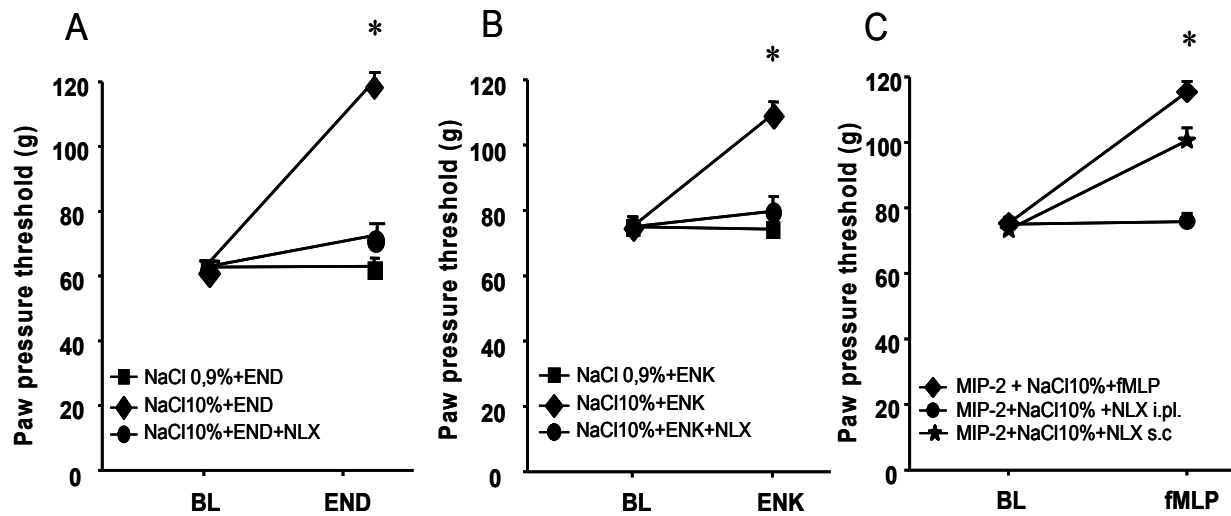 A
*
Paw pressure threshold (g)
120
100
80
60
40
20
0
NaCl 0,9%+END
NaCl10%+END
NaCl10%+END+NLX
BL END
B
*
Paw pressure threshold (g)
120
100
80
60
40
20
0
NaCl 0,9%+ENK
NaCl10%+ENK
NaCl10%+ENK+NLX
BL ENK
C
*
Paw pressure threshold (g)
120
100
80
60
40
20
0
MIP-2 + NaCl10%+fMLP
MIP-2+NaCl10% +NLX i.pl.
MIP-2+NaCl10%+NLX s.c
BL fMLP